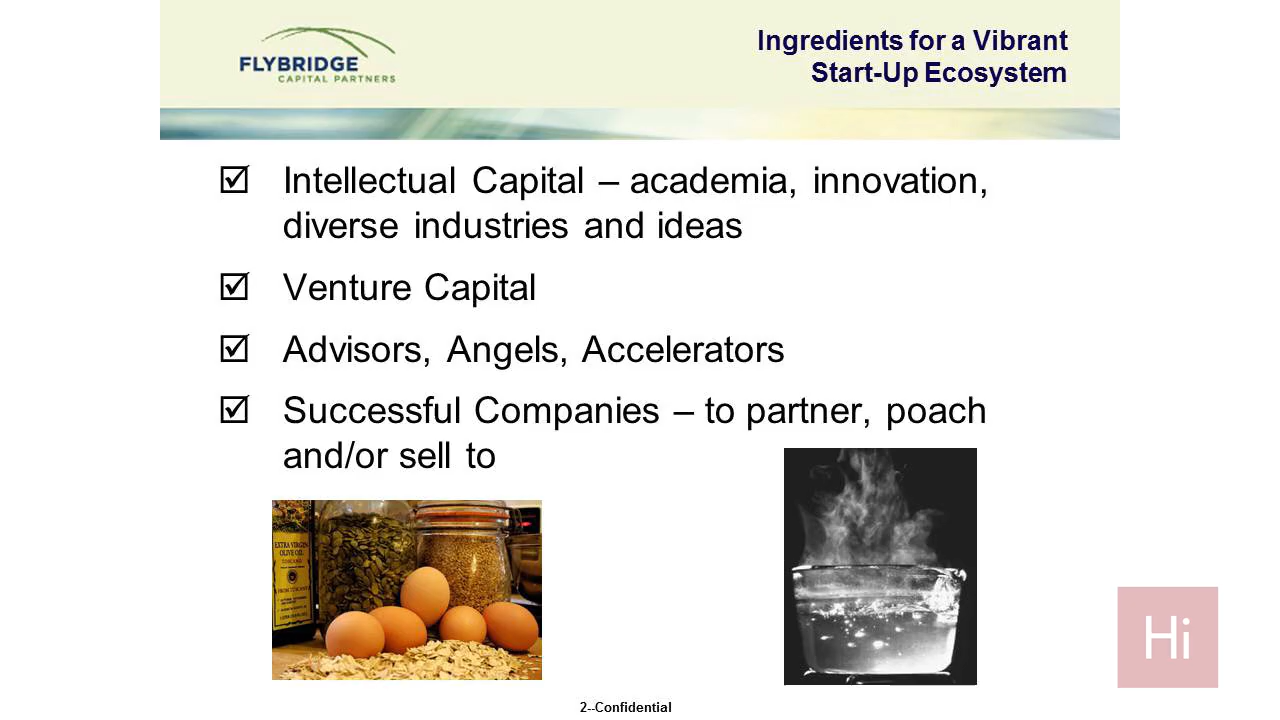 FLYBRIDGE
CAPITAL PARTNERS
Ingredients for a Vibrant
Start-Up Ecosystem
☑ Intellectual Capital – academia, innovation,
diverse industries and ideas
☑ Venture Capital
☑ Advisors, Angels, Accelerators
☑ Successful Companies – to partner, poach
and/or sell to
EXTRA VIRGIN
OLIVE OIL
Hi
2--Confidential